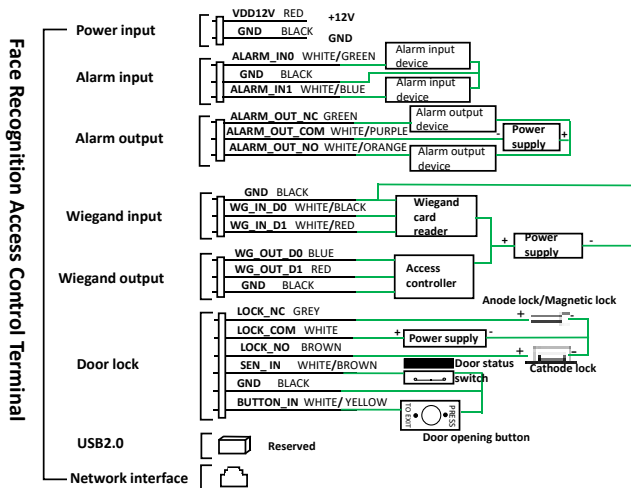 Face Recognition Access Control Terminal
Power input
VDD12V RED +12V
GND BLACK GND
Alarm input
ALARM_IN0 WHITE/GREEN
GND BLACK
ALARM_IN1 WHITE/BLUE
Alarm input
device
Alarm input
device
Alarm output
ALARM_OUT_NC GREEN
ALARM_OUT_COM WHITE/PURPLE
ALARM_OUT_NO WHITE/ORANGE
Alarm output
device
Alarm output
device
- Power
supply +
Wiegand input
GND BLACK
WG_IN_D0 WHITE/BLACK
WG_IN_D1 WHITE/RED
Wiegand
card
reader
+ Power
supply -
Wiegand output
WG_OUT_D0 BLUE
WG_OUT_D1 RED
GND BLACK
Access
controller
Door lock
LOCK_NC GREY
LOCK_COM WHITE
LOCK_NO BROWN
SEN_IN WHITE/BROWN
GND BLACK
BUTTON_IN WHITE/YELLOW
Anode lock/Magnetic lock
+ -
+ Power supply -
+ -
Cathode lock
Door status
switch
TO EXIT
PRESS
Door opening button
USB2.0
Reserved
Network interface